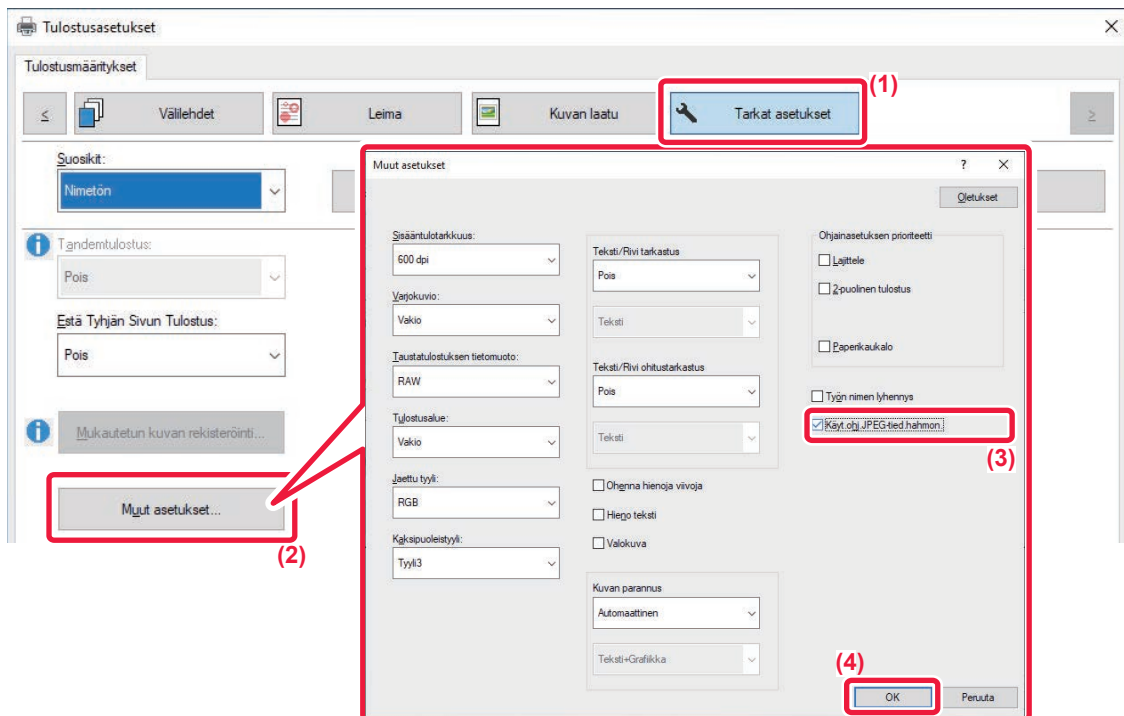 Tulostusasetukset
Tulostusmääritykset
(1)
<
Välilehdet
Leima
Kuvan laatu
Tarkat asetukset
>
Suosikit:
Nimetön
Tandemtulostus:
Pois
Estä Tyhjän Sivun Tulostus:
Pois
Mukautetun kuvan rekisteröinti...
Muut asetukset...
(2)
Muut asetukset
?
Oletukset
Sisääntulotarkkuus:
600 dpi
Varjokuvio:
Vakio
Taustatulostuksen tietomuoto:
RAW
Tulostusalue:
Vakio
Jaettu tyyli:
RGB
Kaksipuoleistyyli:
Tyyli3
Teksti/Rivi tarkastus
Pois
Teksti
Teksti/Rivi ohitustarkastus
Pois
Teksti
Ohenna hienoja viivoja
Hieno teksti
Valokuva
Kuvan parannus
Automaattinen
Teksti+Grafiikka
Ohjainasetuksen prioriteetti
Lajittele
2-puolinen tulostus
Paperikaukalo
Työn nimen lyhennys
Käyt.ohj.JPEG-tied.hahmon.
(3)
(4)
OK
Peruuta